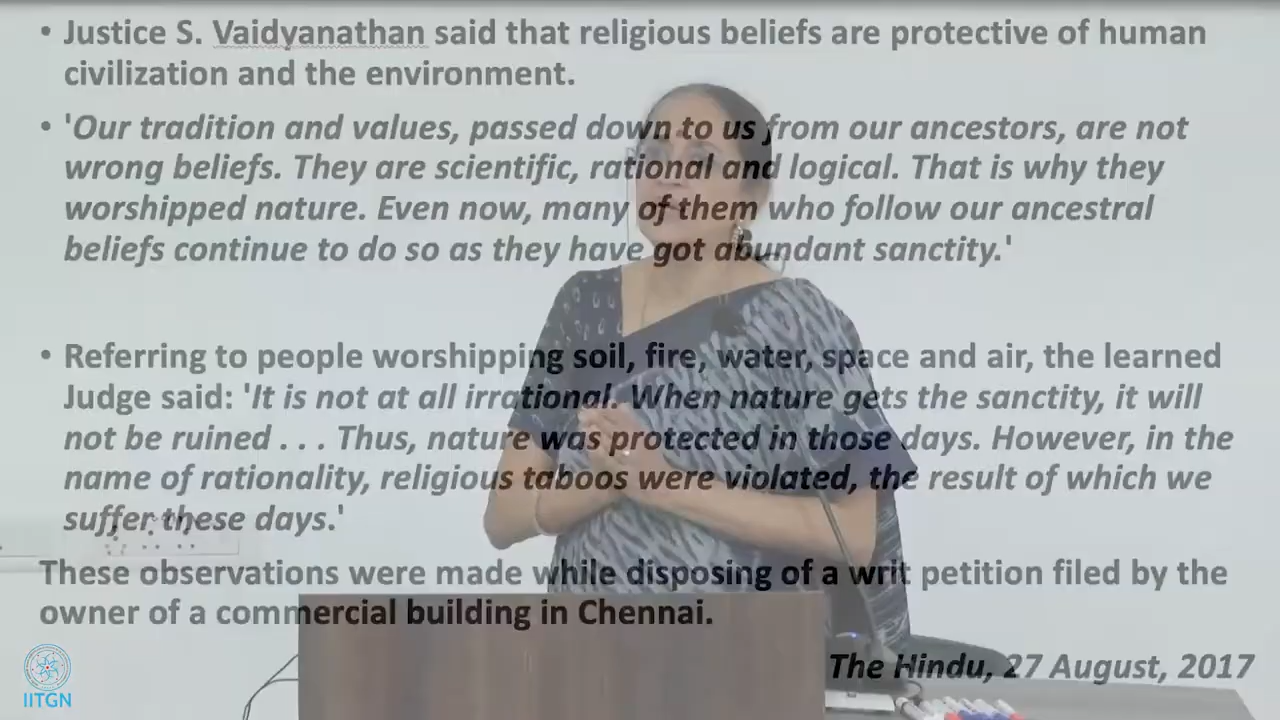 • Justice S. Vaidyanathan said that religious beliefs are protective of human
civilization and the environment.
• 'Our tradition and values, passed down to us from our ancestors, are not
wrong beliefs. They are scientific, rational and logical. That is why they
worshipped nature. Even now, many of them who follow our ancestral
beliefs continue to do so as they have got abundant sanctity.'
• Referring to people worshipping soil, fire, water, space and air, the learned
Judge said: 'It is not at all irrational. When nature gets the sanctity, it will
not be ruined . . . Thus, nature was protected in those days. However, in the
name of rationality, religious taboos were violated, the result of which we
suffer these days.'
These observations were made while disposing of a writ petition filed by the
owner of a commercial building in Chennai.
The Hindu, 27 August, 2017
IITGN